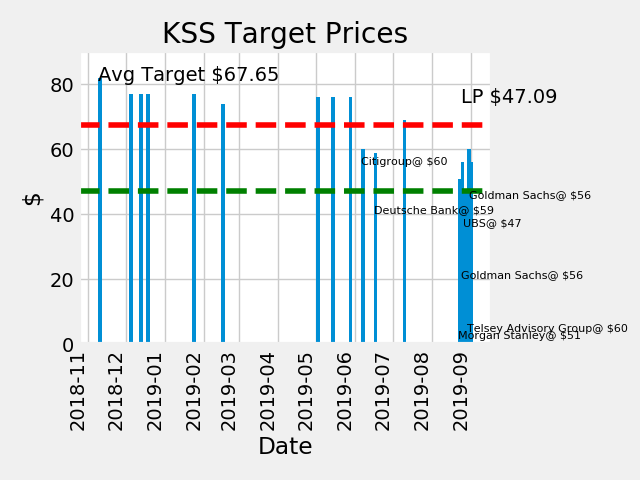 KSS Target Prices
Avg Target $67.65
LP $47.09
80
60
40
20
0
$
Citigroup@ $60
Goldman Sachs@ $56
Deutsche Bank@ $59
UBS@ $47
Goldman Sachs@ $56
Telsey Advisory Group@ $60
Morgan Stanley@ $51
2018-11
2018-12
2019-01
2019-02
2019-03
2019-04
2019-05
2019-06
2019-07
2019-08
2019-09
Date